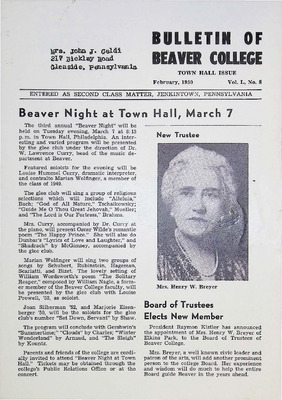 Mrs. John J. Coldi
217 Bickley Road
Glenside, Pennsylvania
BULLETIN OF
BEAVER COLLEGE
TOWN HALL ISSUE
February, 1950 Vol. I., No. 8
ENTERED AS SECOND CLASS MATTER, JENKINTOWN, PENNSYLVANIA
Beaver Night at Town Hall, March 7
The third annual "Beaver Night" will be
held on Tuesday evening, March 7 at 8:15
p. m. in Town Hall, Philadelphia. An inter-
esting and varied program will be presented
by the glee club under the direction of Dr.
W. Lawrence Curry, head of the music de-
partment at Beaver.
Featured soloists for the evening will be
Louise Hummel Curry, dramatic interpreter,
and contralto Marian Wolfinger, a member
of the class of 1949.
The glee club will sing a group of religious
selections which will include "Alleluia,"
Bach; "God of All Nature," Tschaikowsky;
"Guide Me O Thou Great Jehovah," Mueller;
and "The Lord is Our Fortress," Brahms.
Mrs. Curry, accompanied by Dr. Curry at
the piano, will present Oscar Wilde's romantic
poem "The Happy Prince." She will also do
Dunbar's "Lyrics of Love and Laughter," and
"Shadrack" by McGimsey, accompanied by
the glee club.
Marian Wolfinger will sing two groups of
songs by Schubert, Rubinstein, Hageman,
Scarlatti, and Bizet. The lovely setting of
William Wordsworth's poem "The Solitary
Reaper," composed by William Nagle, a form-
er member of the Beaver College faculty, will
be presented by the glee club with Louise
Prowell, '53, as soloist.
Joan Silberman '52, and Marjorie Eisen-
berger '50, will be the soloists for the glee
club's number "Set Down, Servant" by Shaw.
The program will conclude with Gershwin's
"Summertime;" "Clouds" by Charles; "Winter
Wonderland" by Arnaud, and "The Sleigh"
by Kountz.
Parents and friends of the college are cordi-
ally invited to attend "Beaver Night at Town
Hall." Tickets may be obtained through the
college's Public Relations Office or at the
concert.
New Trustee
Mrs. Henry W. Breyer
Board of Trustees
Elects New Member
President Raymon Kistler has announced
the appointment of Mrs. Henry W. Breyer of
Elkins Park, to the Board of Trustees of
Beaver College.
Mrs. Breyer, a well known civic leader and
patron of the arts, will add another prominent
person to the college Board. Her experience
and wisdom will do much to help the entire
Board guide Beaver in the years ahead.